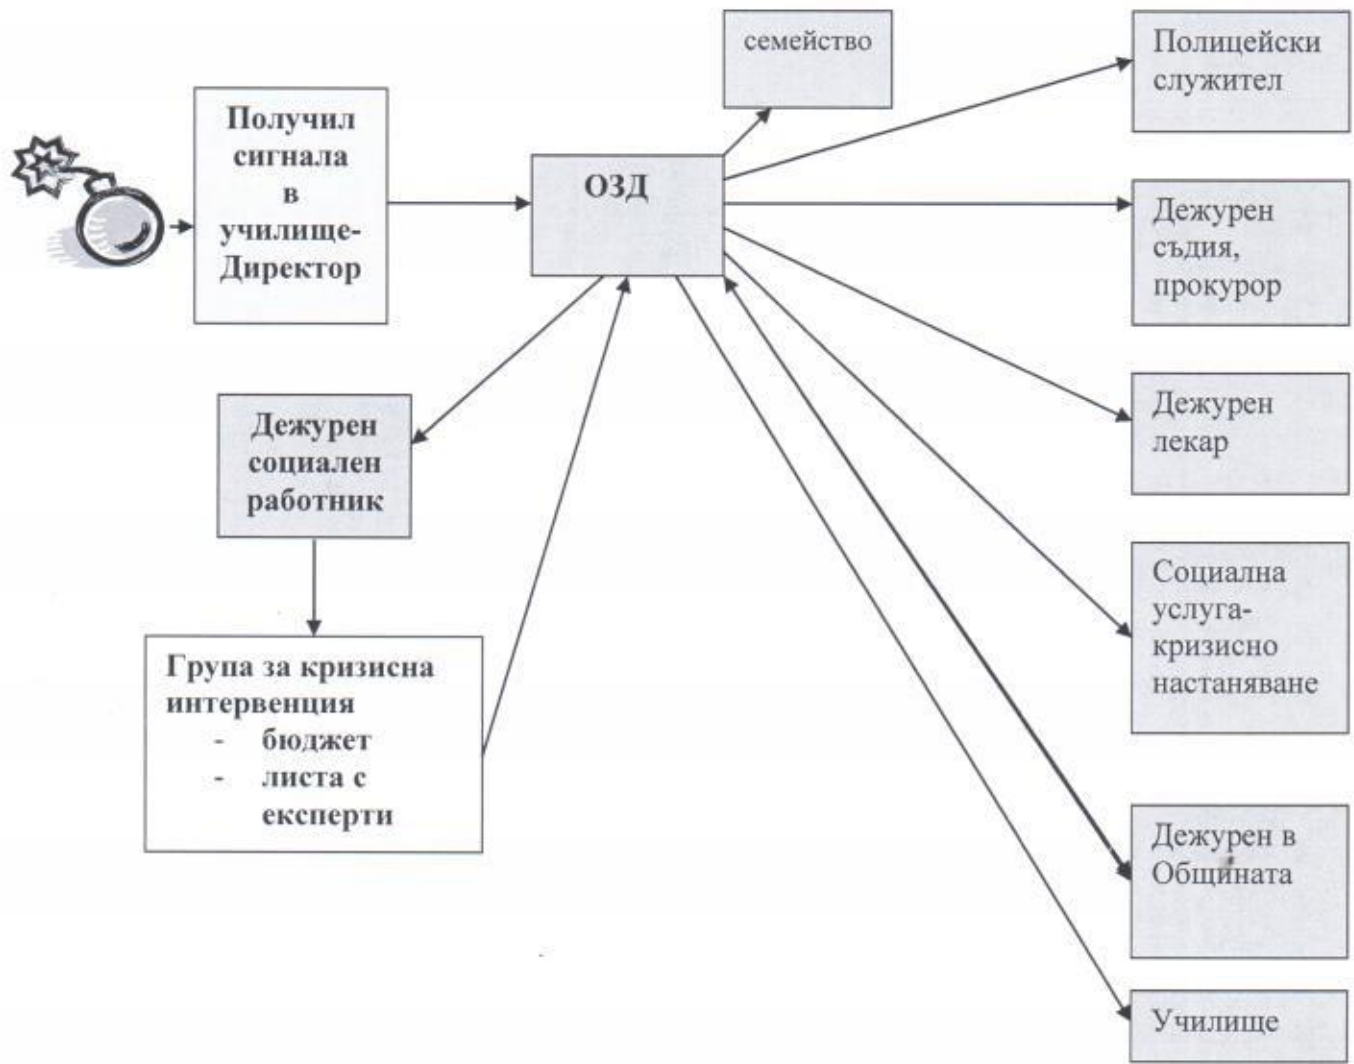 семейство
Полицейски
служител
Получил
сигнала
в
училище-
Директор
ОЗД
Дежурен
съдия,
прокурор
Дежурен
лекар
Дежурен
социален
работник
Социална
услуга-
кризисно
настаняване
Група за кризисна
интервенция
- бюджет
- листа с
експерти
Дежурен в
Общината
Училище